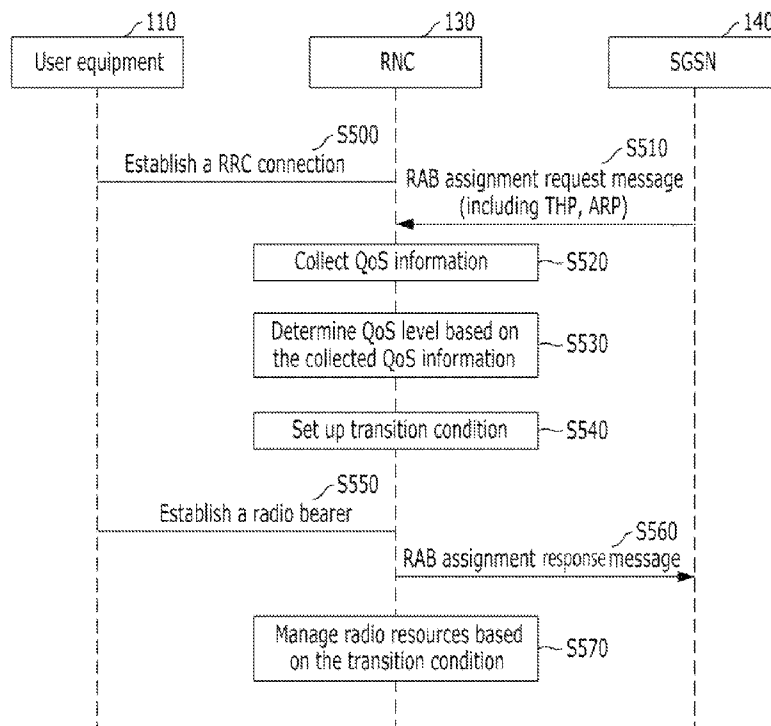 110
130
140
User equipment
RNC
SGSN
S500
Establish a RRC connection
S510
RAB assignment request message
(including THP, ARP)
Collect QoS information
S520
Determine QoS level based on
the collected QoS information
S530
Set up transition condition
S540
S550
Establish a radio bearer
S560
RAB assignment response message
Manage radio resources based
on the transition condition
S570